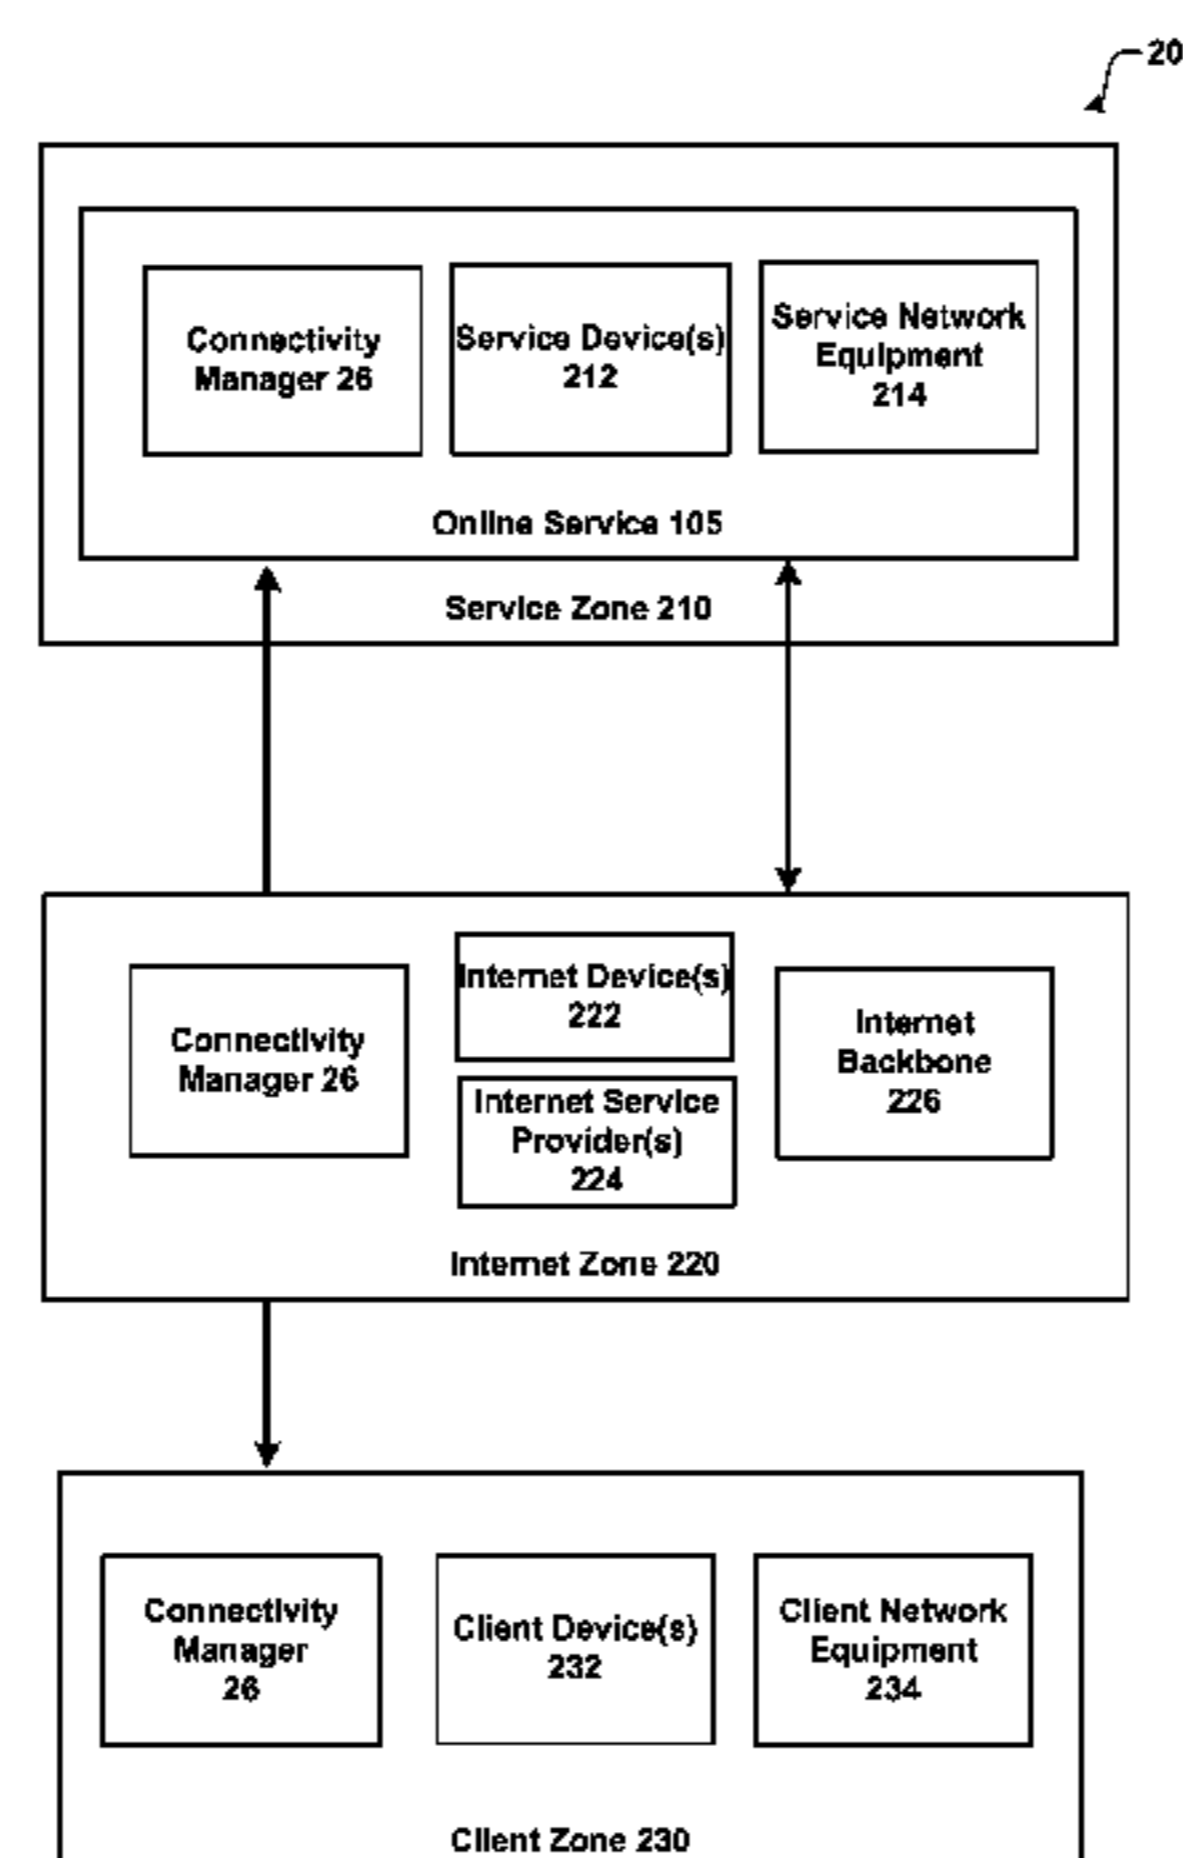 20
Connectivity
Manager 26
Service Device(s)
212
Service Network
Equipment
214
Online Service 105
Service Zone 210
Connectivity
Manager 26
Internet Device(s)
222
Internet Service
Provider(s)
224
Internet
Backbone
226
Internet Zone 220
Connectivity
Manager
26
Client Device(s)
232
Client Network
Equipment
234
Client Zone 230